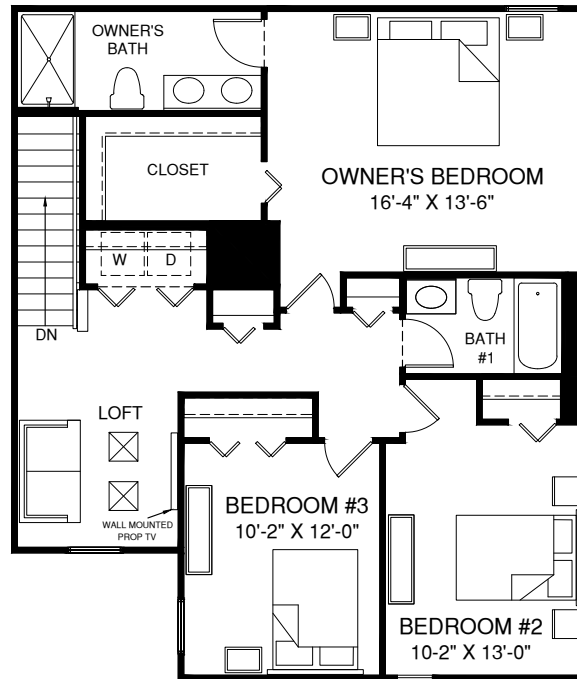 OWNER'S
BATH
CLOSET
OWNER'S BEDROOM
16'-4" X 13'-6"
W
D
DN
BATH
#1
LOFT
WALL MOUNTED
PROP TV
BEDROOM #3
10'-2" X 12'-0"
BEDROOM #2
10-2" X 13'-0"